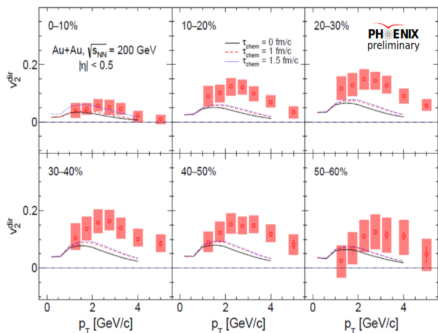 0–10%
Au+Au, √sNN = 200 GeV
|η| < 0.5
10–20%
τchem = 0 fm/c
τchem = 1 fm/c
τchem = 1.5 fm/c
20–30%
PHENIX
preliminary
v2dir
0.2
0
30–40%
40–50%
50–60%
v2dir
0.2
0
0 2 4 0 2 4 0 2 4
pT [GeV/c] pT [GeV/c] pT [GeV/c]